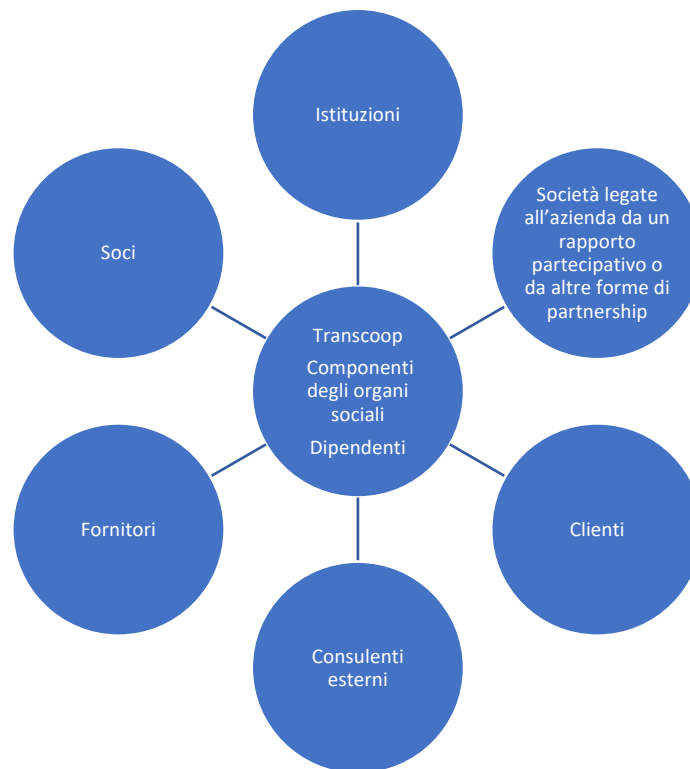 Istituzioni
Società legate
all’azienda da un
rapporto
partecipativo o
da altre forme di
partnership
Soci
Transcoop
Componenti
degli organi
sociali
Dipendenti
Fornitori
Clienti
Consulenti
esterni